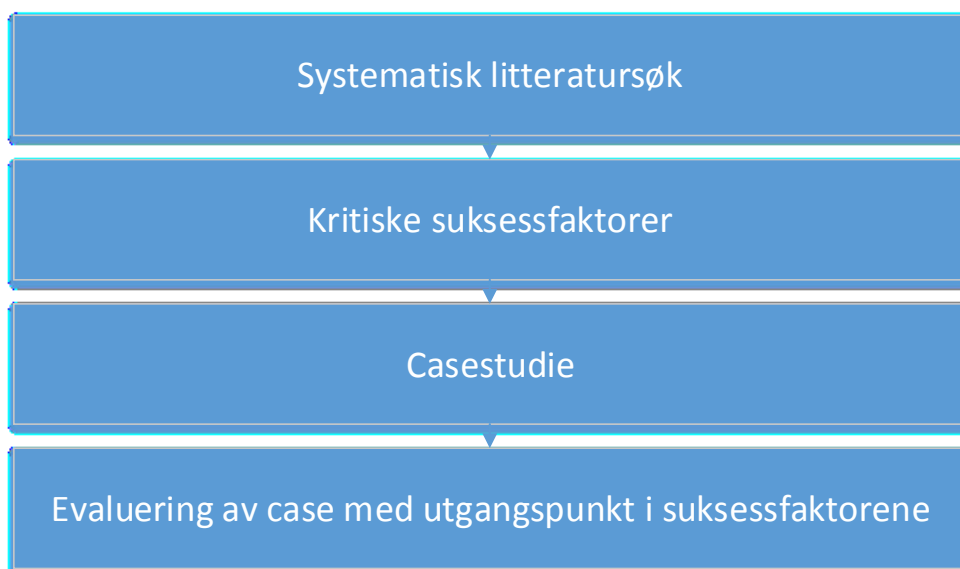 Systematisk litteratursøk
Kritiske suksessfaktorer
Casestudie
Evaluering av case med utgangspunkt i suksessfaktorene